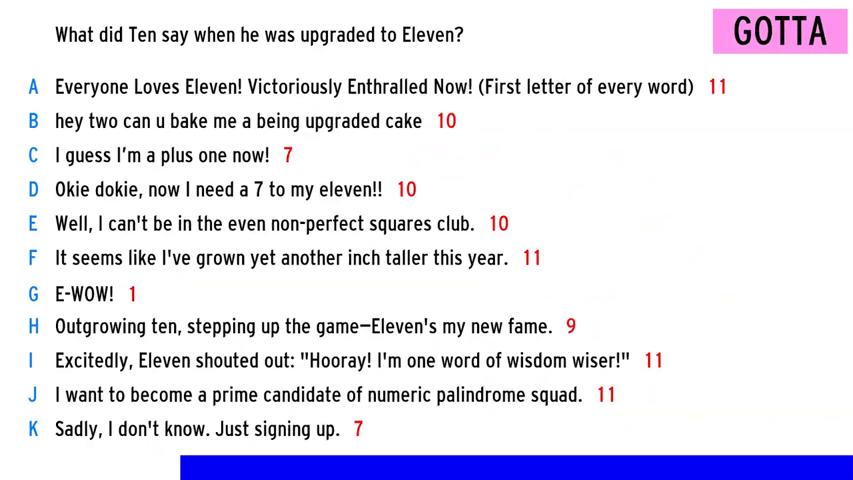 What did Ten say when he was upgraded to Eleven?
GOTTA
A Everyone Loves Eleven! Victoriously Enthralled Now! (First letter of every word) 11
B hey two can u bake me a being upgraded cake 10
C I guess I'm a plus one now! 7
D Okie dokie, now I need a 7 to my eleven!! 10
E Well, I can't be in the even non-perfect squares club. 10
F It seems like I've grown yet another inch taller this year. 11
G E-WOW! 1
H Outgrowing ten, stepping up the game—Eleven's my new fame. 9
I Excitedly, Eleven shouted out: "Hooray! I'm one word of wisdom wiser!" 11
J I want to become a prime candidate of numeric palindrome squad. 11
K Sadly, I don't know. Just signing up. 7